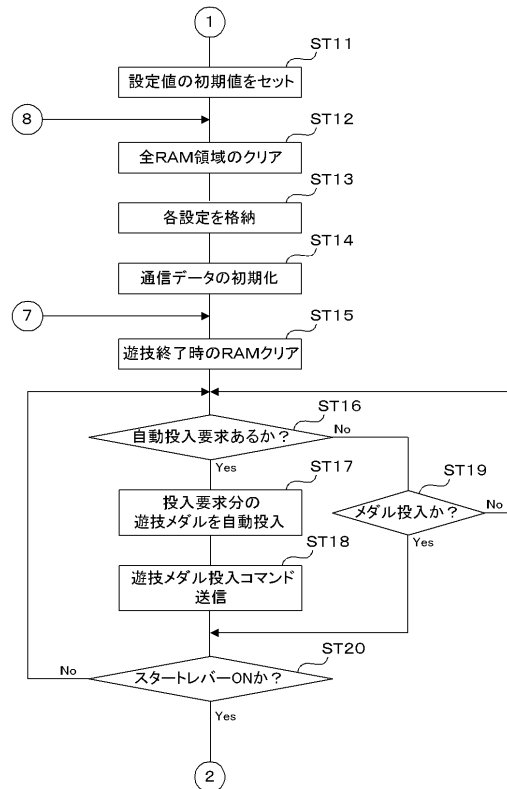 1
ST11
設定値の初期値をセット
8
ST12
全RAM領域のクリア
ST13
各設定を格納
ST14
通信データの初期化
7
ST15
遊技終了時のRAMクリア
ST16
自動投入要求あるか？
No
Yes
ST17
投入要求分の
遊技メダルを自動投入
ST19
メダル投入か？
No
Yes
ST18
遊技メダル投入コマンド
送信
ST20
スタートレバーONか？
No
Yes
2